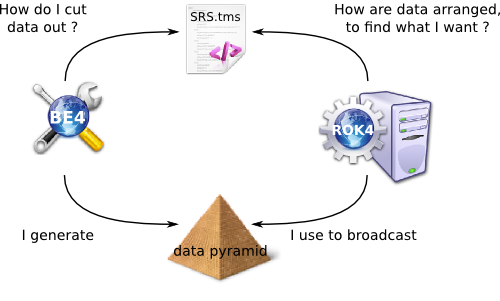 How do I cut
data out ?
SRS.tms
How are data arranged,
to find what I want ?
BE4
ROK4
I generate
data pyramid
I use to broadcast